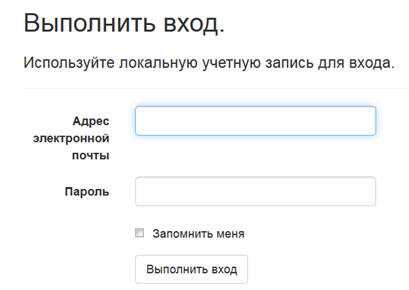 Выполнить вход.
Используйте локальную учетную запись для входа.
Адрес
электронной
почты
Пароль
Запомнить меня
Выполнить вход